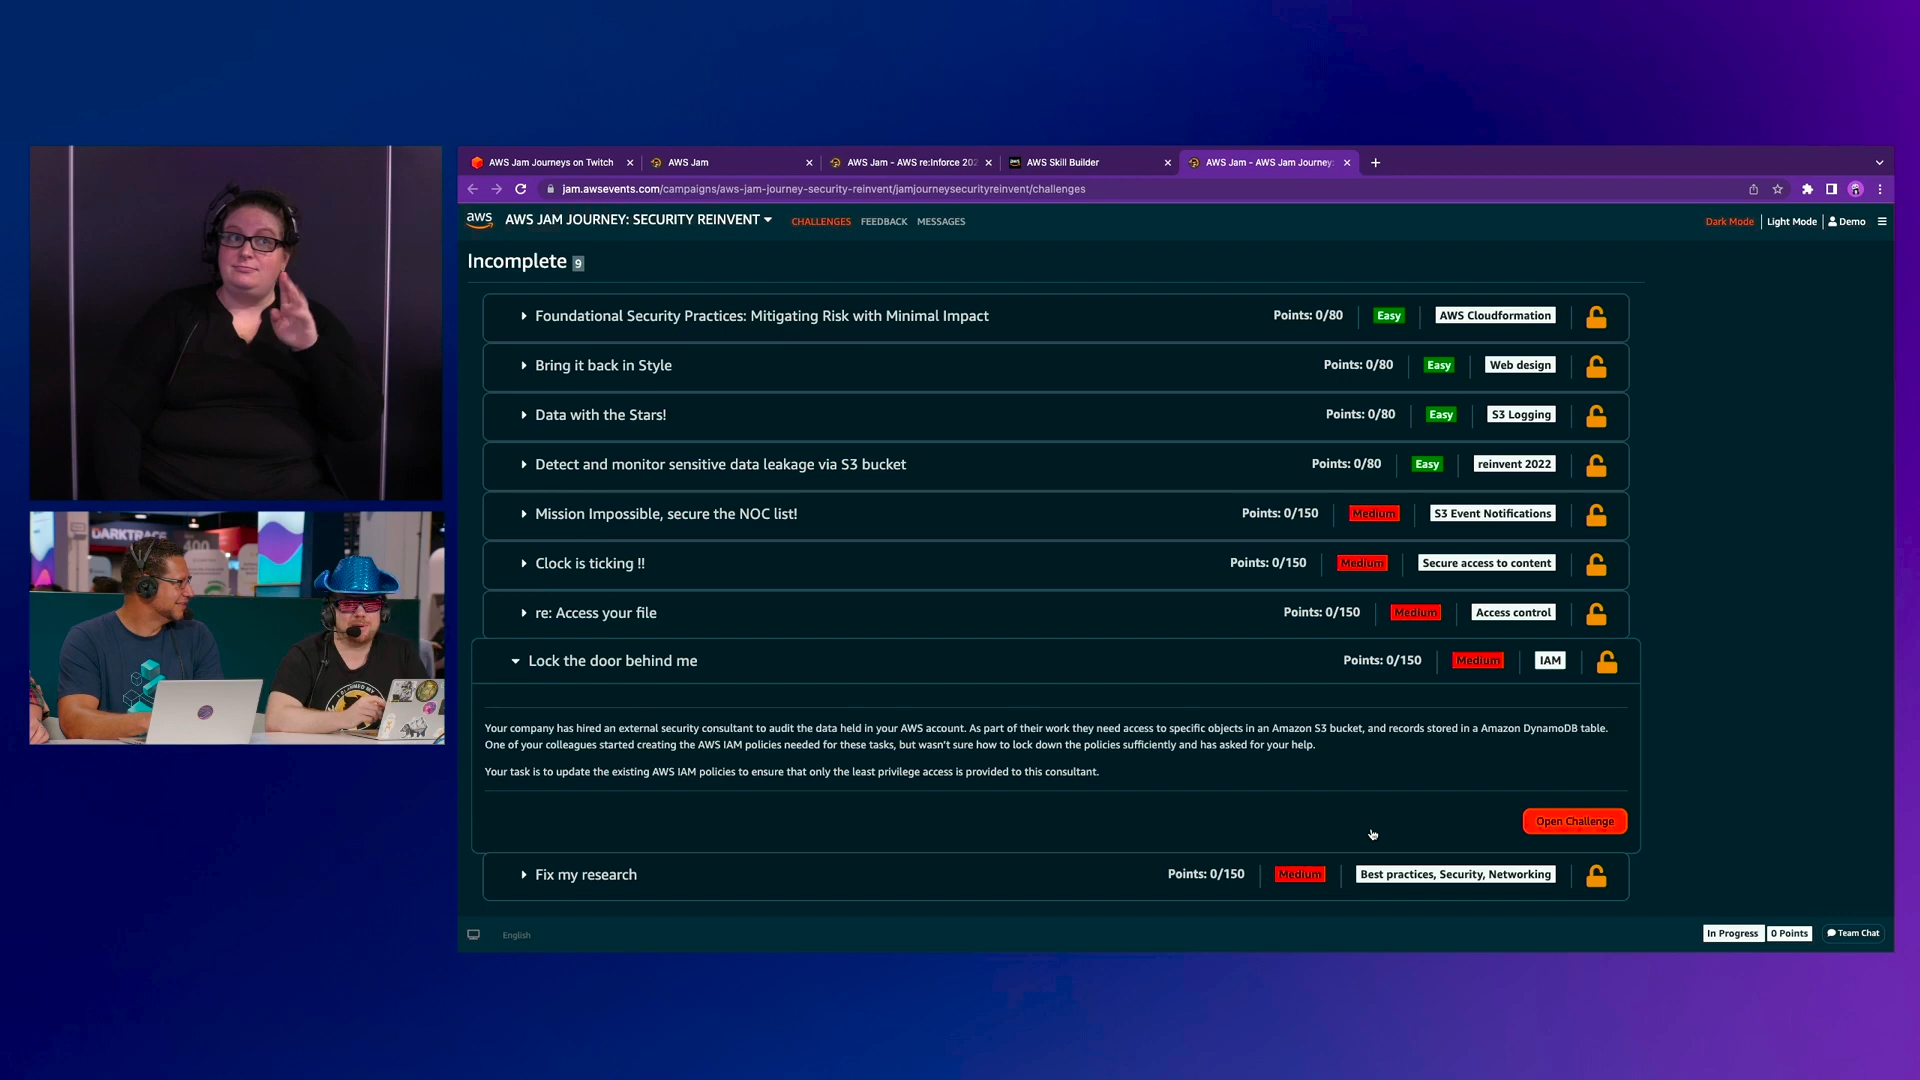 AWS Jam Journeys on Twitch
AWS Jam
AWS Jam - AWS re:Inforce 202
AWS Skill Builder
AWS Jam - AWS Jam Journey:
jam.awsevents.com/campaigns/aws-jam-journey-security-reinvent/jamjourneysecurityreinvent/challenges
aws
AWS JAM JOURNEY: SECURITY REINVENT
CHALLENGES
FEEDBACK
MESSAGES
Dark Mode
Light Mode
Demo
Incomplete 9
Foundational Security Practices: Mitigating Risk with Minimal Impact Points: 0/80 Easy AWS Cloudformation
Bring it back in Style Points: 0/80 Easy Web design
Data with the Stars! Points: 0/80 Easy S3 Logging
Detect and monitor sensitive data leakage via S3 bucket Points: 0/80 Easy reinvent 2022
Mission Impossible, secure the NOC list! Points: 0/150 Medium S3 Event Notifications
Clock is ticking !! Points: 0/150 Medium Secure access to content
re: Access your file Points: 0/150 Medium Access control
Lock the door behind me Points: 0/150 Medium IAM
Your company has hired an external security consultant to audit the data held in your AWS account. As part of their work they need access to specific objects in an Amazon S3 bucket, and records stored in a Amazon DynamoDB table.
One of your colleagues started creating the AWS IAM policies needed for these tasks, but wasn't sure how to lock down the policies sufficiently and has asked for your help.
Your task is to update the existing AWS IAM policies to ensure that only the least privilege access is provided to this consultant.
Open Challenge
Fix my research Points: 0/150 Medium Best practices, Security, Networking
English
In Progress
0 Points
Team Chat
DARKTRACE
400